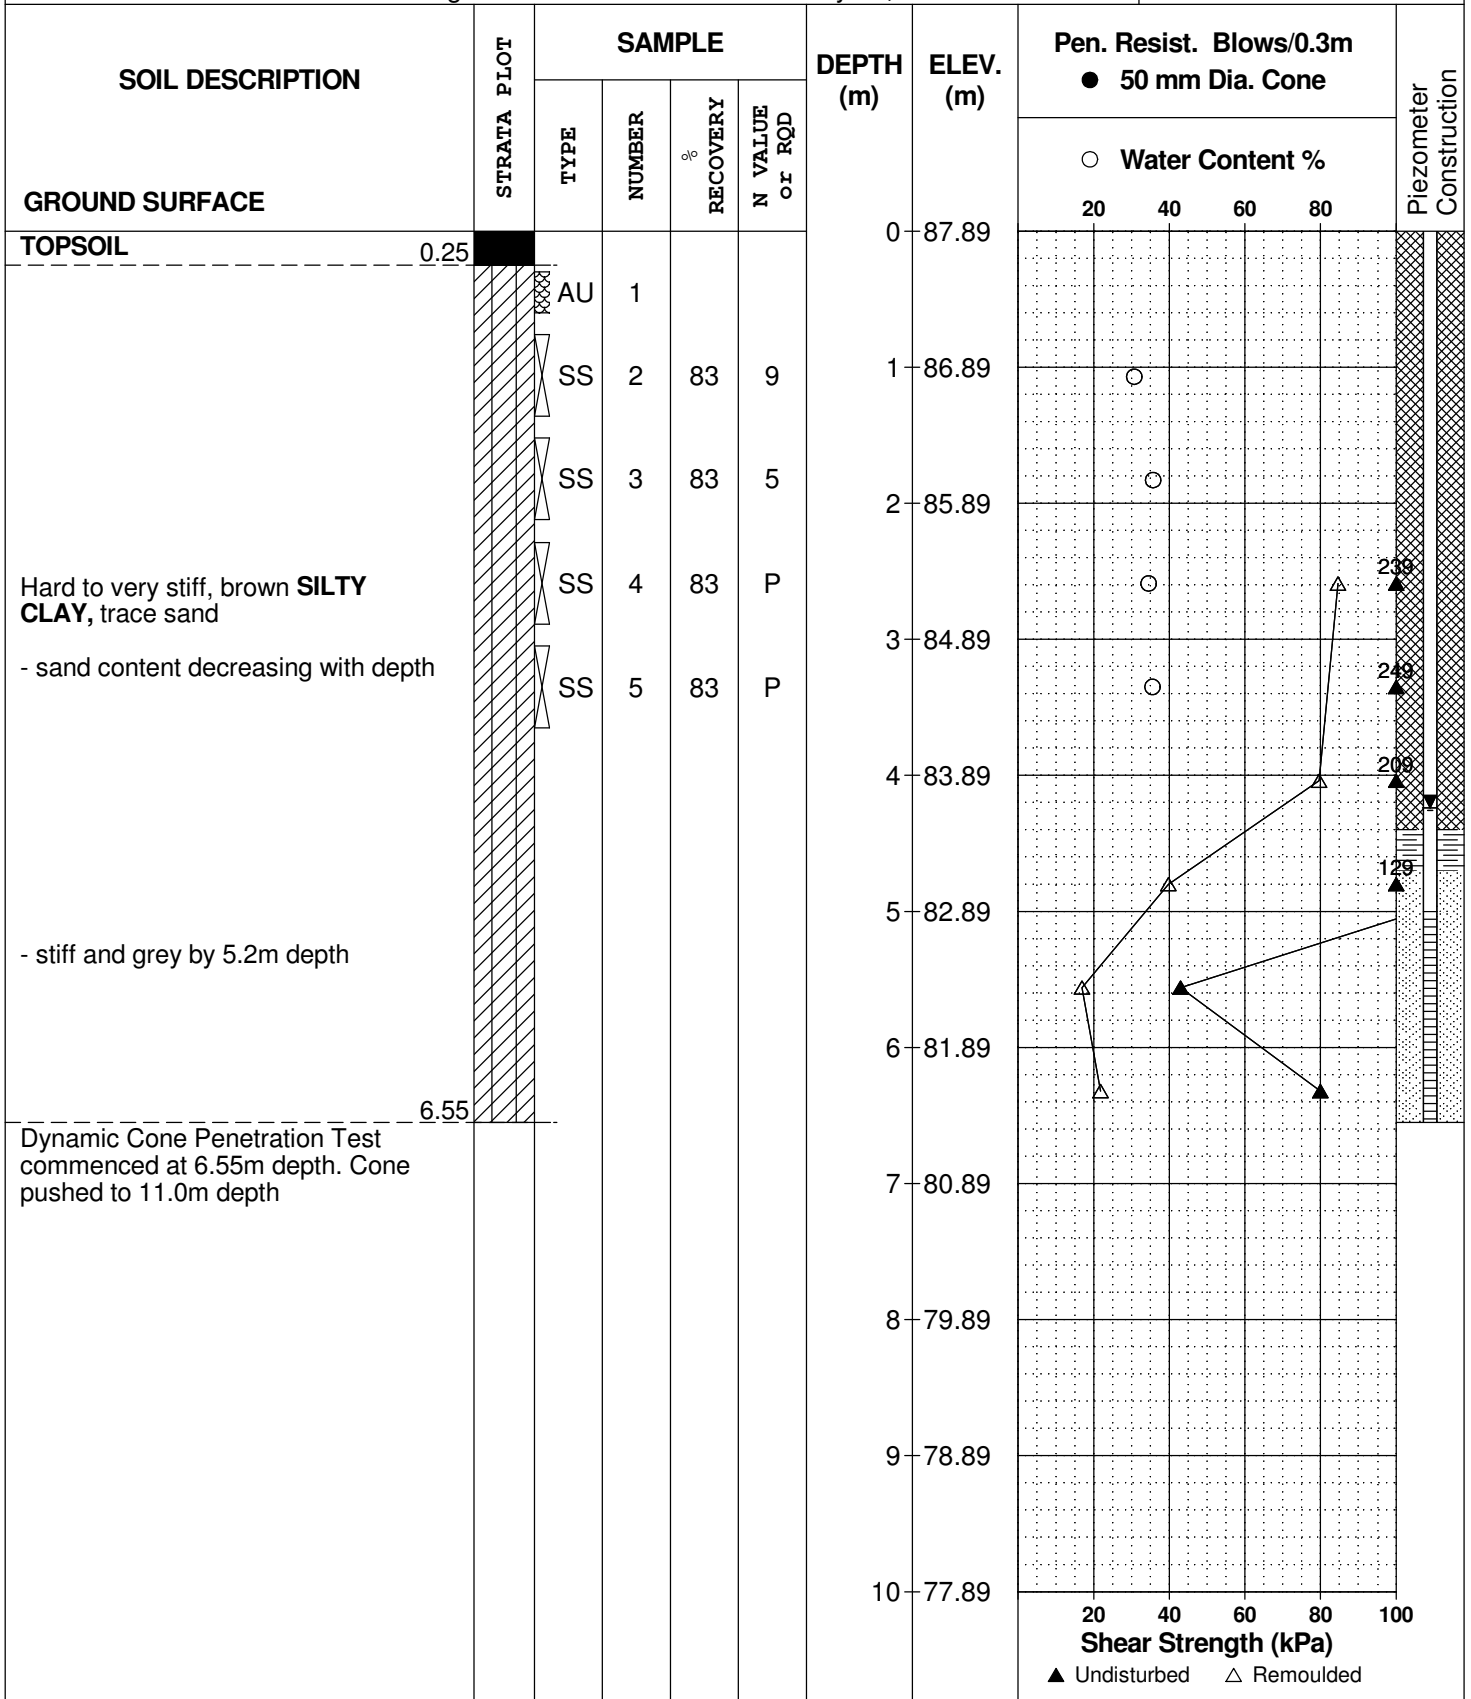 SOIL DESCRIPTION
GROUND SURFACE
STRATA PLOT
SAMPLE
TYPE
NUMBER
% RECOVERY
N VALUE or RQD
DEPTH (m)
ELEV. (m)
Pen. Resist. Blows/0.3m
● 50 mm Dia. Cone
○ Water Content %
20 40 60 80
Piezometer Construction
TOPSOIL 0.25
0 87.89
AU 1
SS 2 83 9
1 86.89
SS 3 83 5
2 85.89
Hard to very stiff, brown SILTY
CLAY, trace sand
SS 4 83 P
239
3 84.89
- sand content decreasing with depth
SS 5 83 P
249
4 83.89
209
129
5 82.89
- stiff and grey by 5.2m depth
6 81.89
6.55
Dynamic Cone Penetration Test
commenced at 6.55m depth. Cone
pushed to 11.0m depth
7 80.89
8 79.89
9 78.89
10 77.89
20 40 60 80 100
Shear Strength (kPa)
▲ Undisturbed △ Remoulded